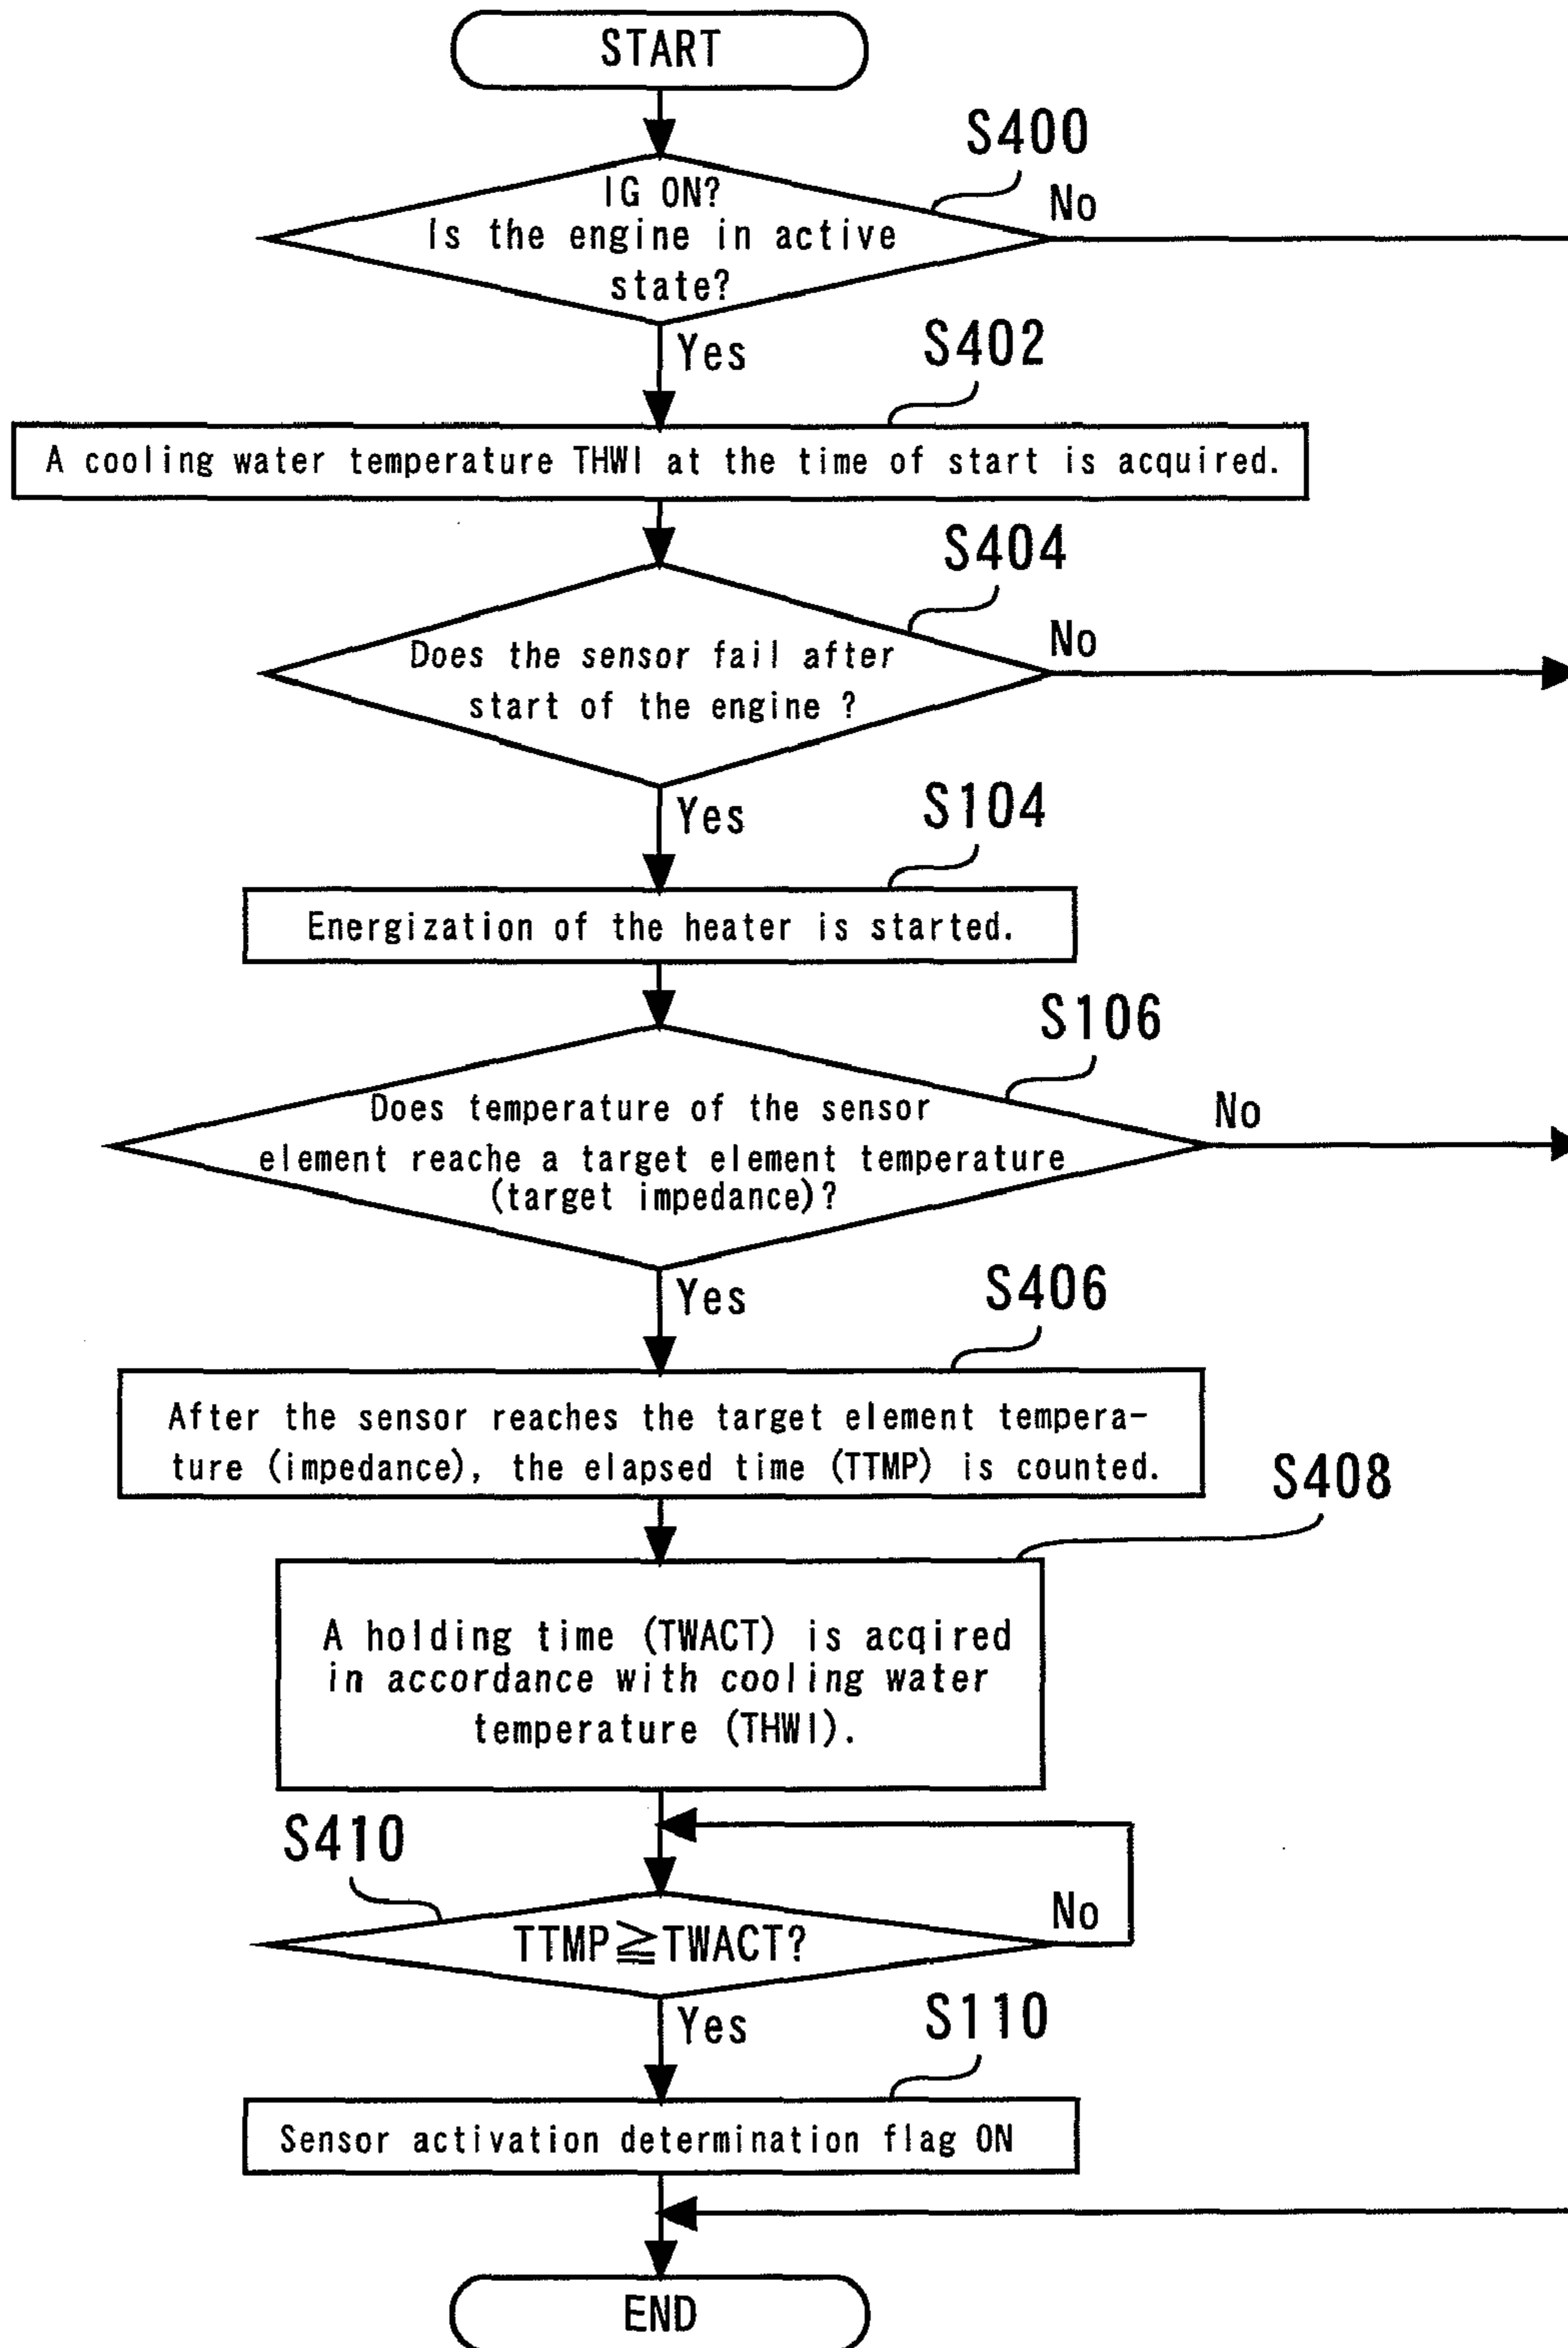 START
S400
IG ON?
Is the engine in active
state?
No
Yes
S402
A cooling water temperature THWI at the time of start is acquired.
S404
Does the sensor fail after
start of the engine ?
No
Yes
S104
Energization of the heater is started.
S106
Does temperature of the sensor
element reache a target element temperature
(target impedance)?
No
Yes
S406
After the sensor reaches the target element tempera-
ture (impedance), the elapsed time (TTMP) is counted.
S408
A holding time (TWACT) is acqired
in accordance with cooling water
temperature (THWI).
S410
TTMP≧TWACT?
No
Yes
S110
Sensor activation determination flag ON
END